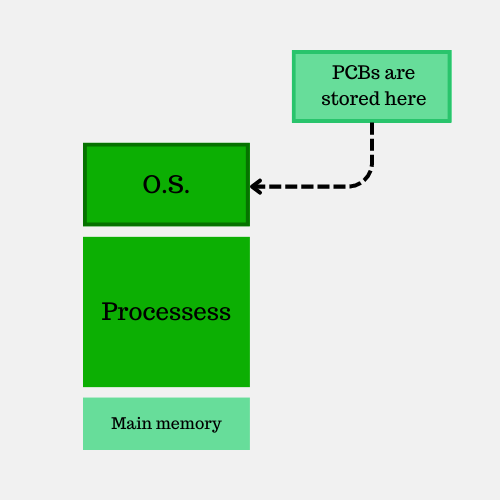 PCBs are
stored here
O.S.
Processess
Main memory